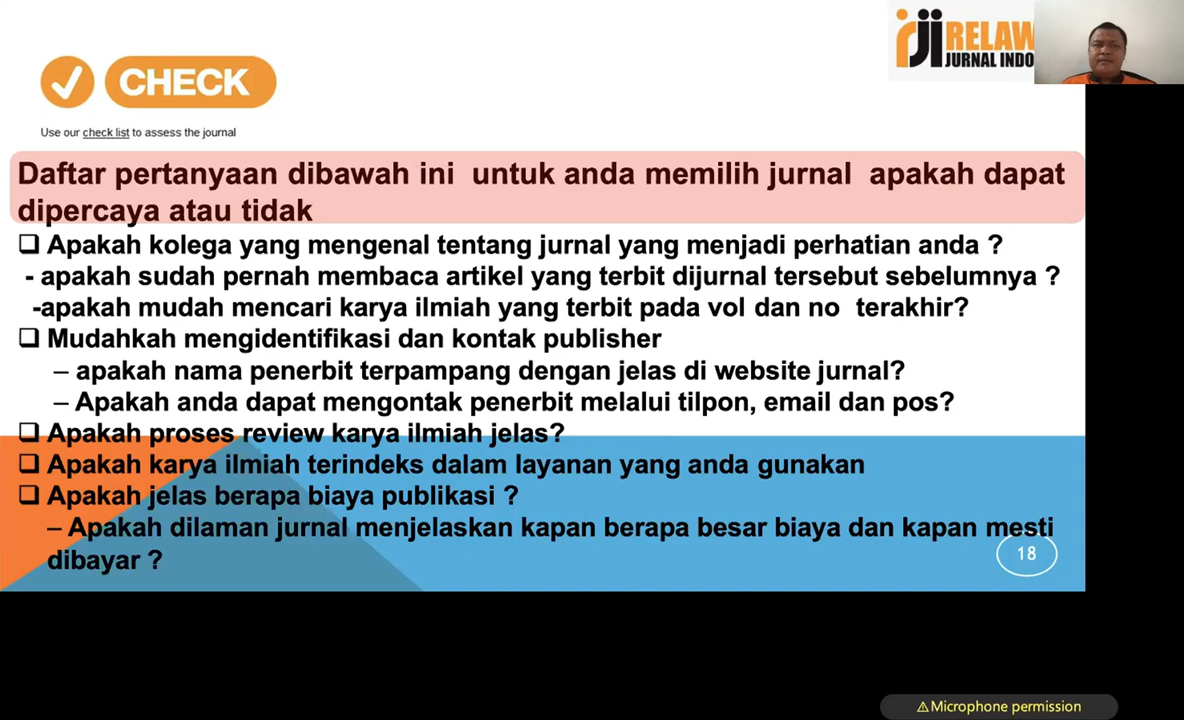 RELAW
JURNAL INDO
CHECK
Use our check list to assess the journal
Daftar pertanyaan dibawah ini untuk anda memilih jurnal apakah dapat
dipercaya atau tidak
❑ Apakah kolega yang mengenal tentang jurnal yang menjadi perhatian anda ?
- apakah sudah pernah membaca artikel yang terbit dijurnal tersebut sebelumnya ?
-apakah mudah mencari karya ilmiah yang terbit pada vol dan no terakhir?
❑ Mudahkah mengidentifikasi dan kontak publisher
– apakah nama penerbit terpampang dengan jelas di website jurnal?
– Apakah anda dapat mengontak penerbit melalui tilpon, email dan pos?
❑ Apakah proses review karya ilmiah jelas?
❑ Apakah karya ilmiah terindeks dalam layanan yang anda gunakan
❑ Apakah jelas berapa biaya publikasi ?
– Apakah dilaman jurnal menjelaskan kapan berapa besar biaya dan kapan mesti
dibayar ?
18
⚠Microphone permission